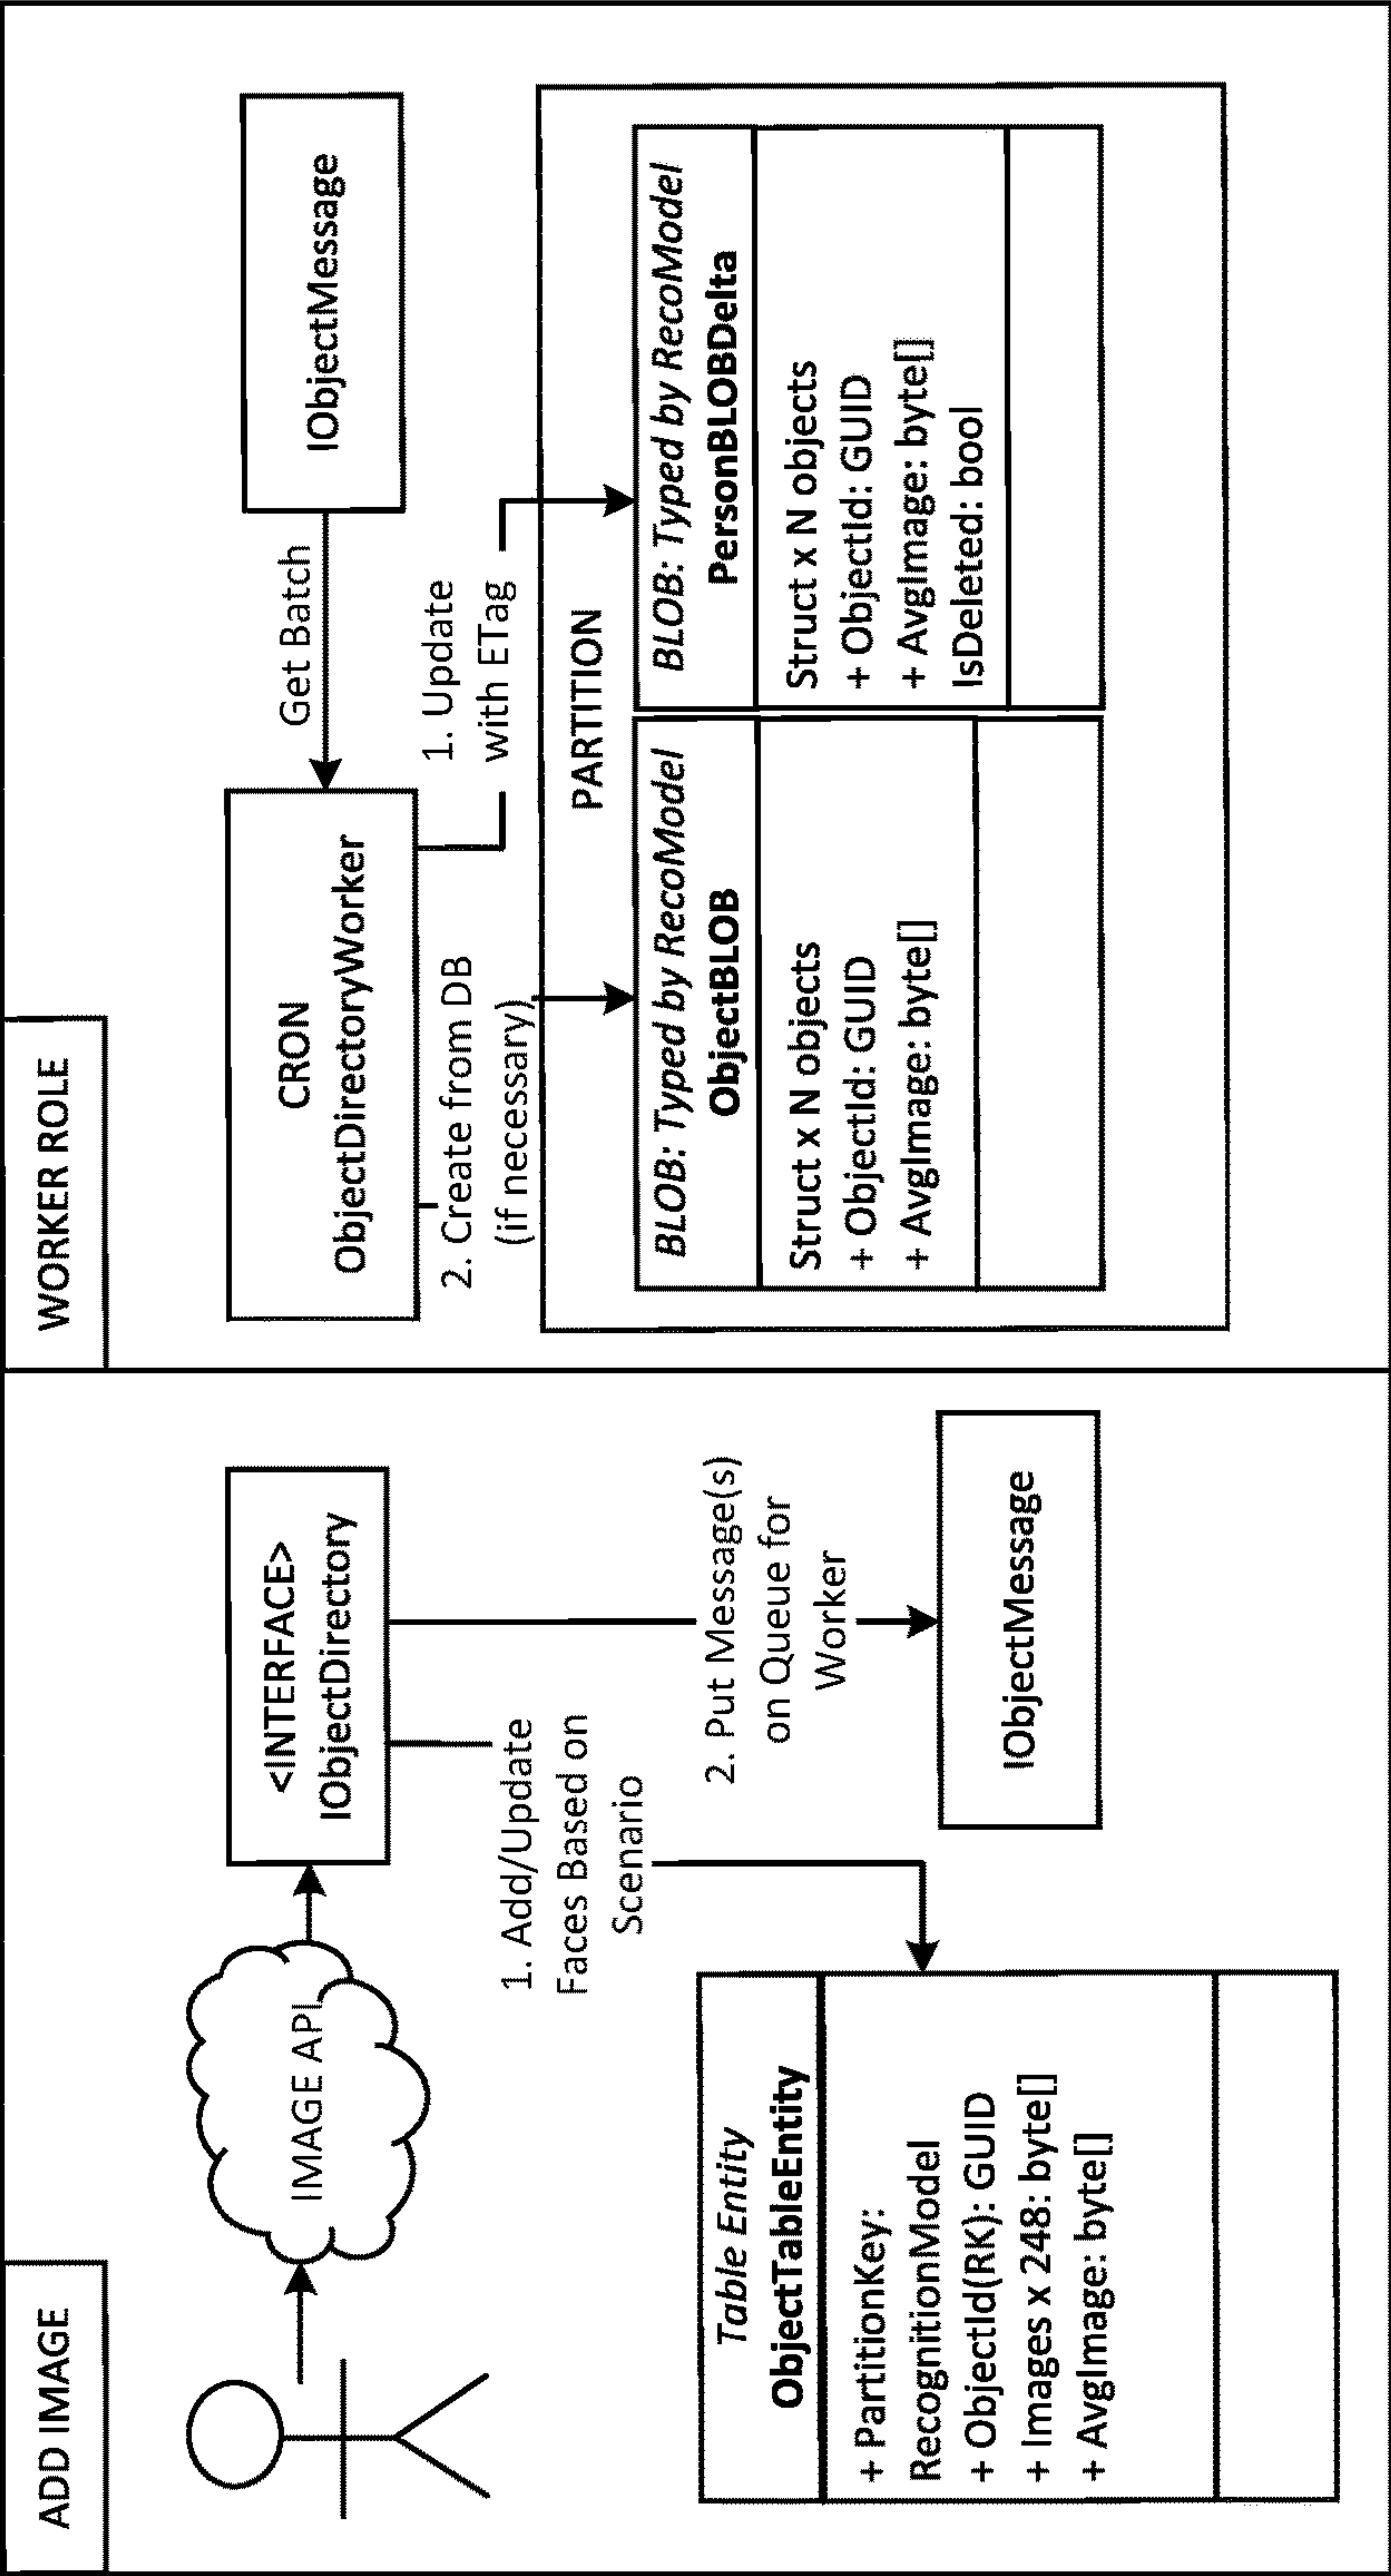 ADD IMAGE
IMAGE API
<INTERFACE>
IObjectDirectory
1. Add/Update
Faces Based on
Scenario
2. Put Message(s)
on Queue for
Worker
Table Entity
ObjectTableEntity
+ PartitionKey:
RecognitionModel
+ ObjectId(RK): GUID
+ Images x 248: byte[]
+ AvgImage: byte[]
IObjectMessage
WORKER ROLE
CRON
ObjectDirectoryWorker
Get Batch
IObjectMessage
2. Create from DB
(if necessary)
1. Update
with ETag
PARTITION
BLOB: Typed by RecoModel
ObjectBLOB
Struct x N objects
+ ObjectId: GUID
+ AvgImage: byte[]
BLOB: Typed by RecoModel
PersonBLOBDelta
Struct x N objects
+ ObjectId: GUID
+ AvgImage: byte[]
IsDeleted: bool